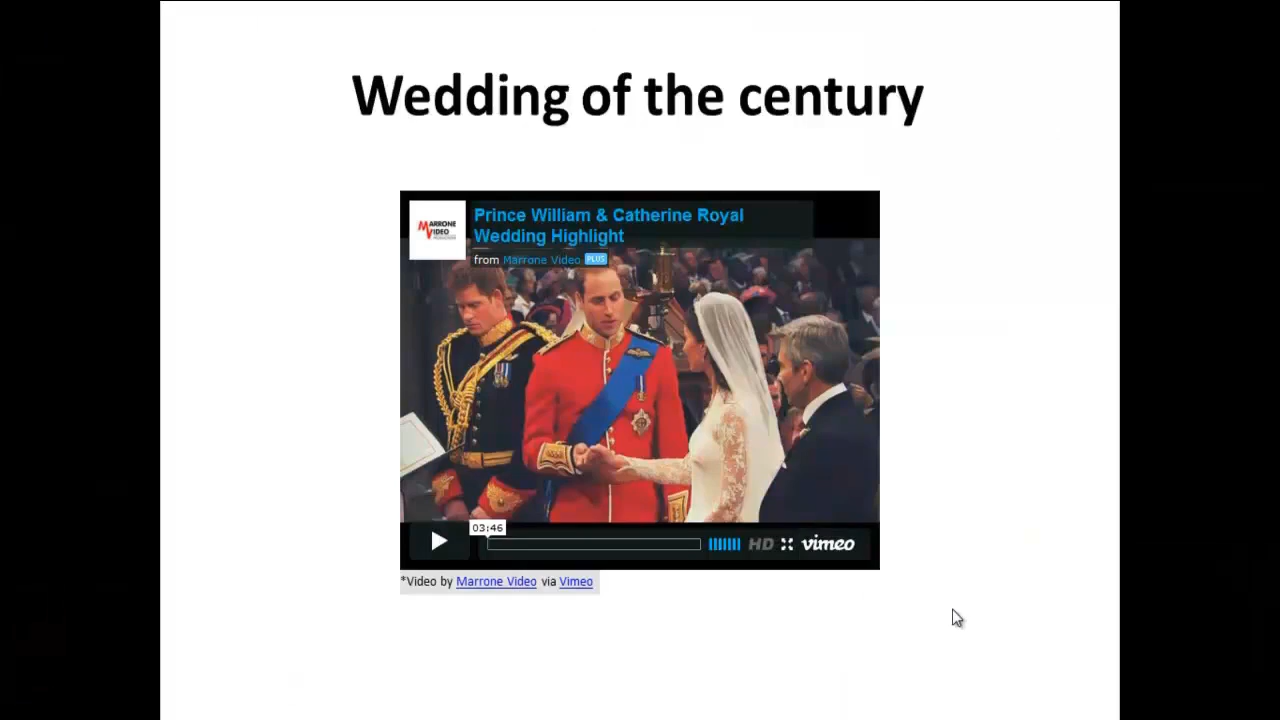 Wedding of the century
MARRONE
VIDEO
Prince William & Catherine Royal
Wedding Highlight
from Marrone Video PLUS
03:46
HD vimeo
*Video by Marrone Video via Vimeo